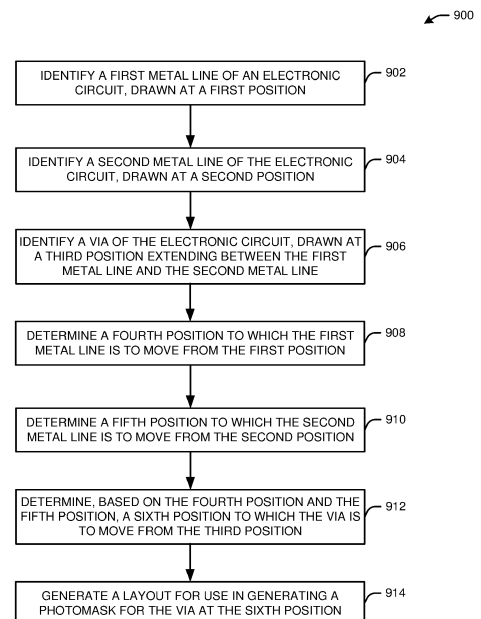 900
IDENTIFY A FIRST METAL LINE OF AN ELECTRONIC
CIRCUIT, DRAWN AT A FIRST POSITION
902
IDENTIFY A SECOND METAL LINE OF THE ELECTRONIC
CIRCUIT, DRAWN AT A SECOND POSITION
904
IDENTIFY A VIA OF THE ELECTRONIC CIRCUIT, DRAWN AT
A THIRD POSITION EXTENDING BETWEEN THE FIRST
METAL LINE AND THE SECOND METAL LINE
906
DETERMINE A FOURTH POSITION TO WHICH THE FIRST
METAL LINE IS TO MOVE FROM THE FIRST POSITION
908
DETERMINE A FIFTH POSITION TO WHICH THE SECOND
METAL LINE IS TO MOVE FROM THE SECOND POSITION
910
DETERMINE, BASED ON THE FOURTH POSITION AND THE
FIFTH POSITION, A SIXTH POSITION TO WHICH THE VIA IS
TO MOVE FROM THE THIRD POSITION
912
GENERATE A LAYOUT FOR USE IN GENERATING A
PHOTOMASK FOR THE VIA AT THE SIXTH POSITION
914